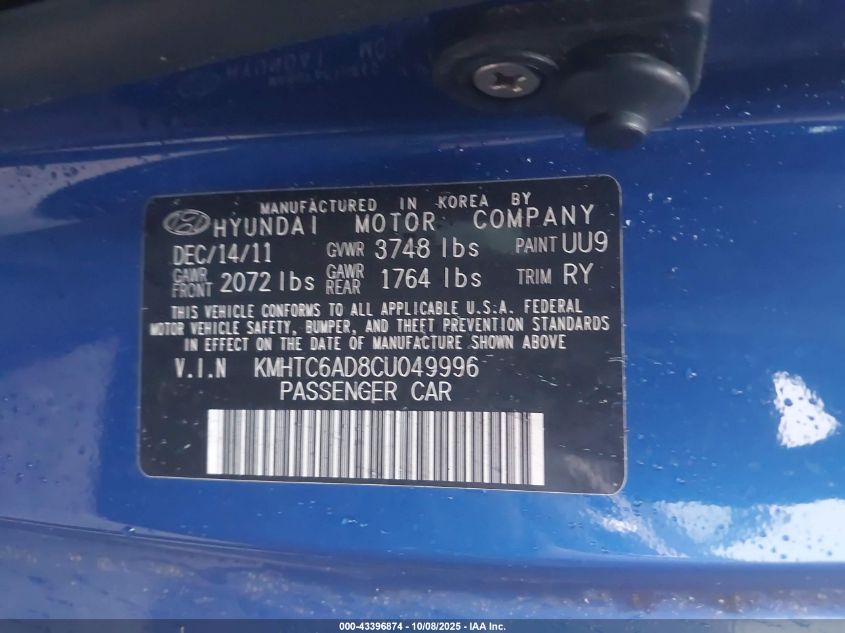 MANUFACTURED IN KOREA BY
HYUNDAI MOTOR COMPANY
DEC/14/11 GVWR 3748 lbs PAINT UU9
GAWR FRONT 2072 lbs GAWR REAR 1764 lbs TRIM RY
THIS VEHICLE CONFORMS TO ALL APPLICABLE U.S.A. FEDERAL
MOTOR VEHICLE SAFETY, BUMPER, AND THEFT PREVENTION STANDARDS
IN EFFECT ON THE DATE OF MANUFACTURE SHOWN ABOVE
V.I.N KMHTC6AD8CU049996
PASSENGER CAR
000-43396874 - 10/08/2025 - IAA Inc.